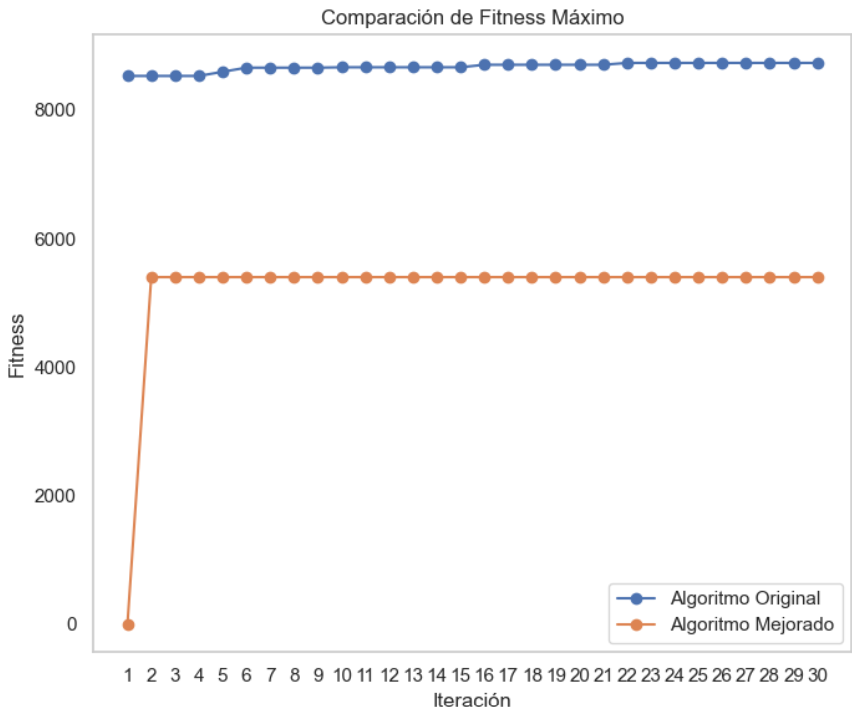 Comparación de Fitness Máximo
Fitness
8000
6000
4000
2000
0
Algoritmo Original
Algoritmo Mejorado
1 2 3 4 5 6 7 8 9 10 11 12 13 14 15 16 17 18 19 20 21 22 23 24 25 26 27 28 29 30
Iteración